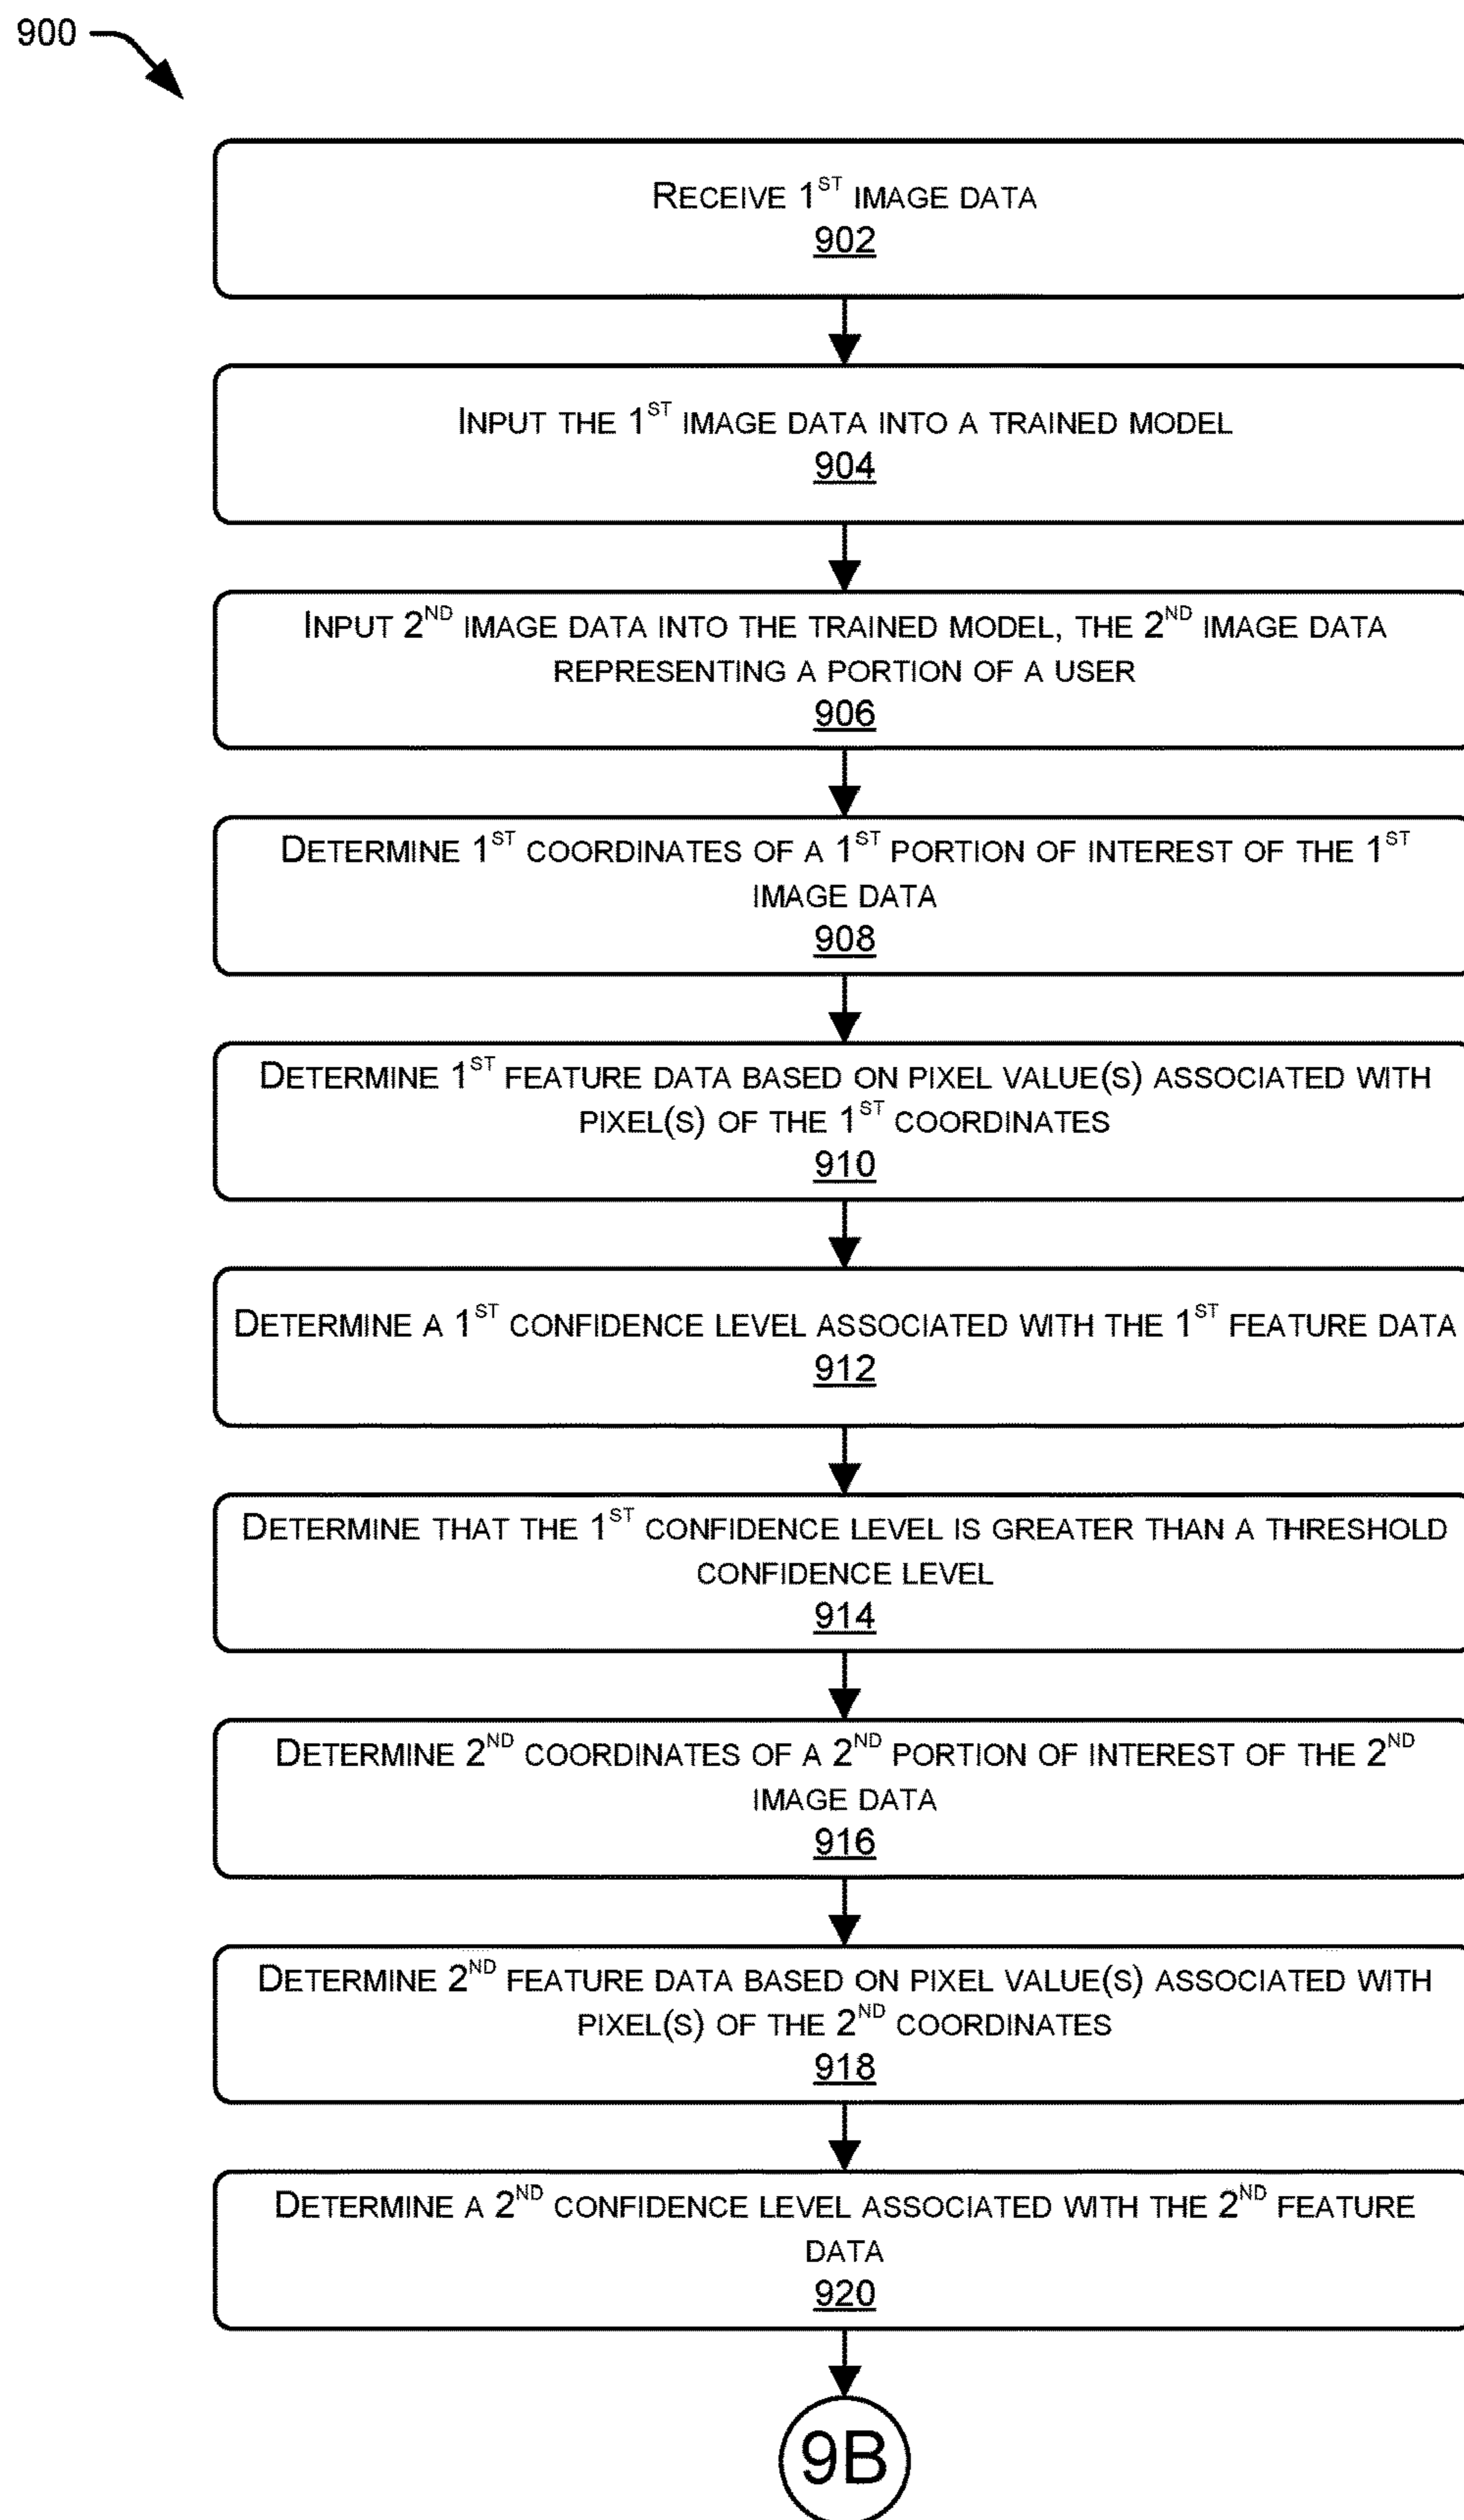 900
RECEIVE 1ST IMAGE DATA
902
INPUT THE 1ST IMAGE DATA INTO A TRAINED MODEL
904
INPUT 2ND IMAGE DATA INTO THE TRAINED MODEL, THE 2ND IMAGE DATA
REPRESENTING A PORTION OF A USER
906
DETERMINE 1ST COORDINATES OF A 1ST PORTION OF INTEREST OF THE 1ST
IMAGE DATA
908
DETERMINE 1ST FEATURE DATA BASED ON PIXEL VALUE(S) ASSOCIATED WITH
PIXEL(S) OF THE 1ST COORDINATES
910
DETERMINE A 1ST CONFIDENCE LEVEL ASSOCIATED WITH THE 1ST FEATURE DATA
912
DETERMINE THAT THE 1ST CONFIDENCE LEVEL IS GREATER THAN A THRESHOLD
CONFIDENCE LEVEL
914
DETERMINE 2ND COORDINATES OF A 2ND PORTION OF INTEREST OF THE 2ND
IMAGE DATA
916
DETERMINE 2ND FEATURE DATA BASED ON PIXEL VALUE(S) ASSOCIATED WITH
PIXEL(S) OF THE 2ND COORDINATES
918
DETERMINE A 2ND CONFIDENCE LEVEL ASSOCIATED WITH THE 2ND FEATURE
DATA
920
9B